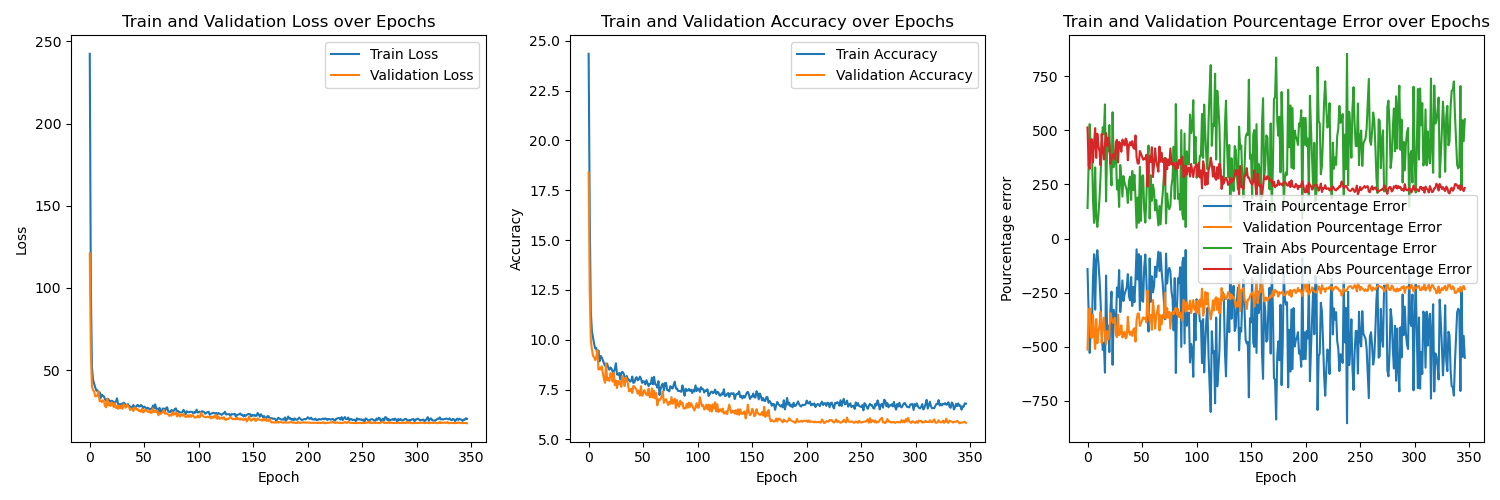 Train and Validation Loss over Epochs
250
200
150
100
50
0 50 100 150 200 250 300 350
Loss
Epoch
Train Loss
Validation Loss
Train and Validation Accuracy over Epochs
25.0
22.5
20.0
17.5
15.0
12.5
10.0
7.5
5.0
0 50 100 150 200 250 300 350
Accuracy
Epoch
Train Accuracy
Validation Accuracy
Train and Validation Pourcentage Error over Epochs
750
500
250
0
−250
−500
−750
0 50 100 150 200 250 300 350
Pourcentage error
Epoch
Train Pourcentage Error
Validation Pourcentage Error
Train Abs Pourcentage Error
Validation Abs Pourcentage Error